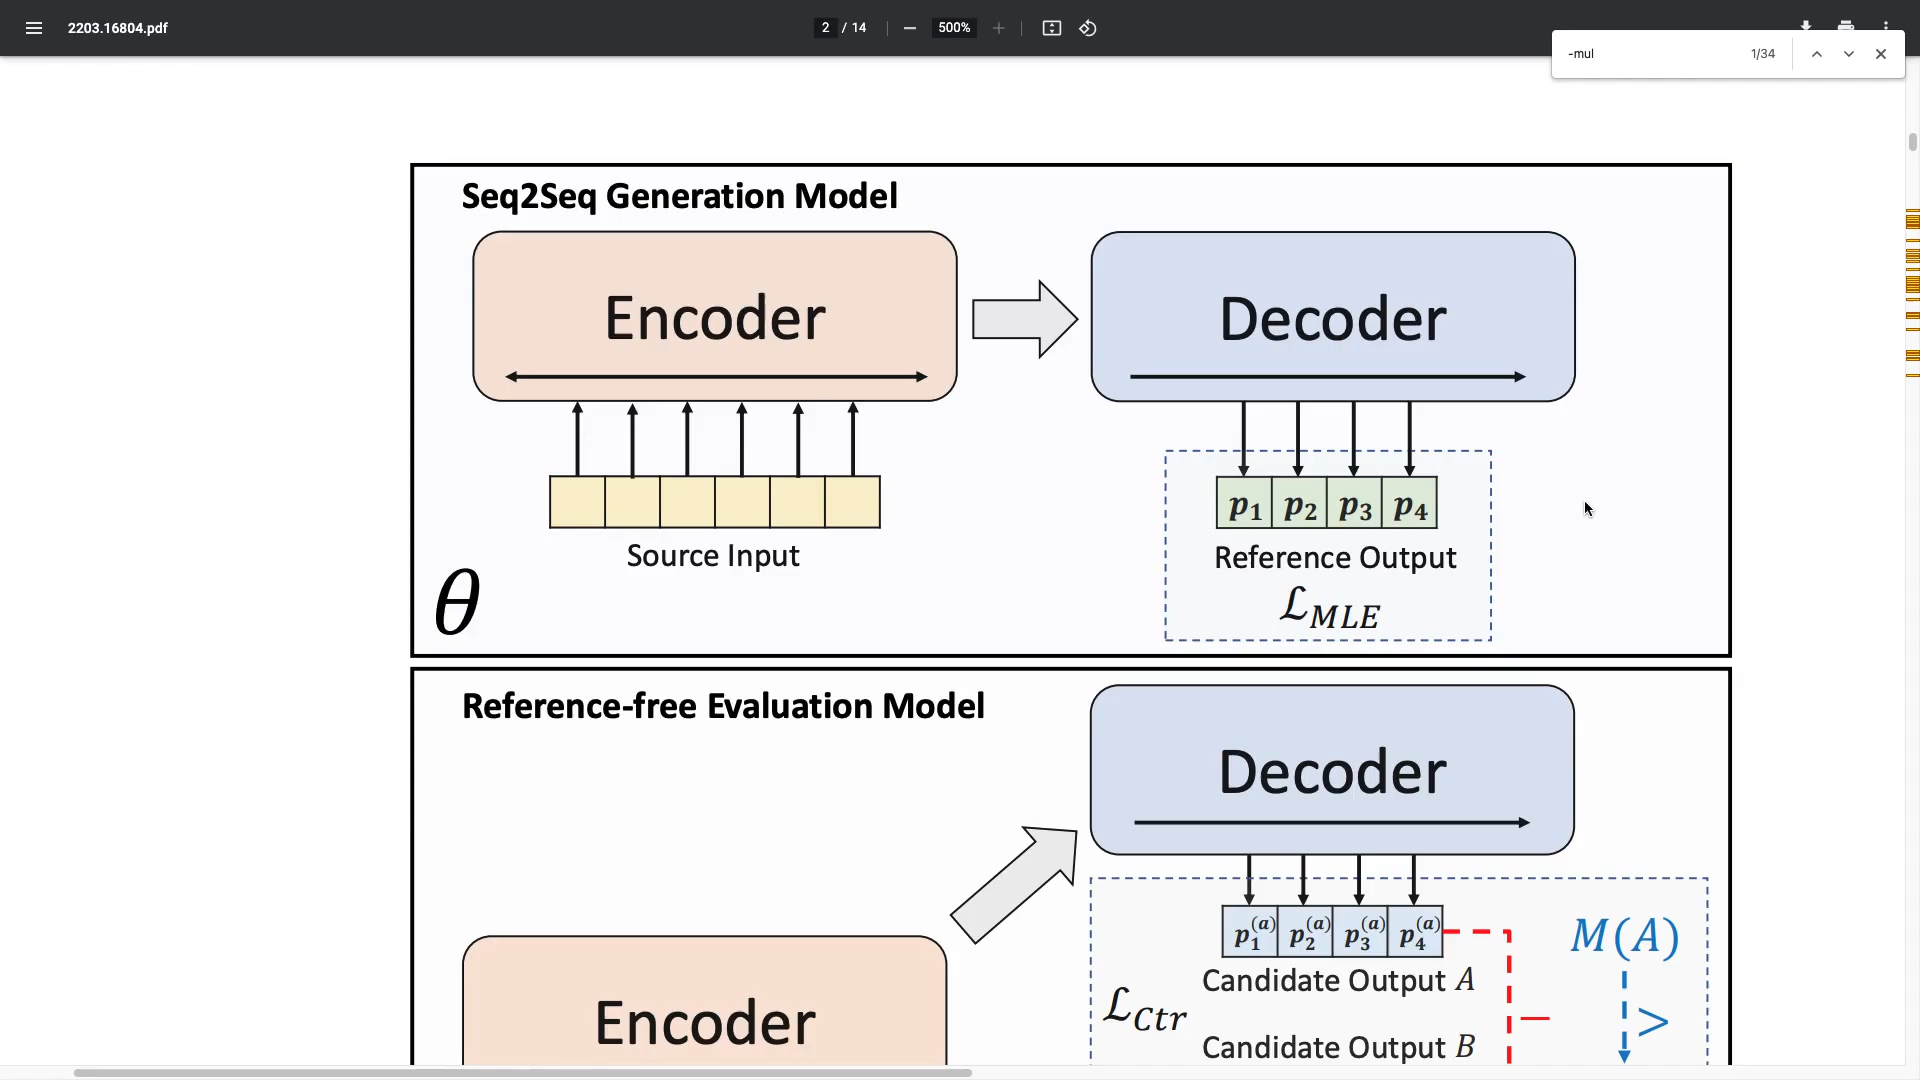 2203.16804.pdf
2 / 14
500%
-mul
1/34
Seq2Seq Generation Model
Encoder
Decoder
p1 p2 p3 p4
Source Input
Reference Output
θ
ℒMLE
Reference-free Evaluation Model
Decoder
p1(a) p2(a) p3(a) p4(a)
M(A)
Candidate Output A
ℒCtr
Encoder
−
>
Candidate Output B